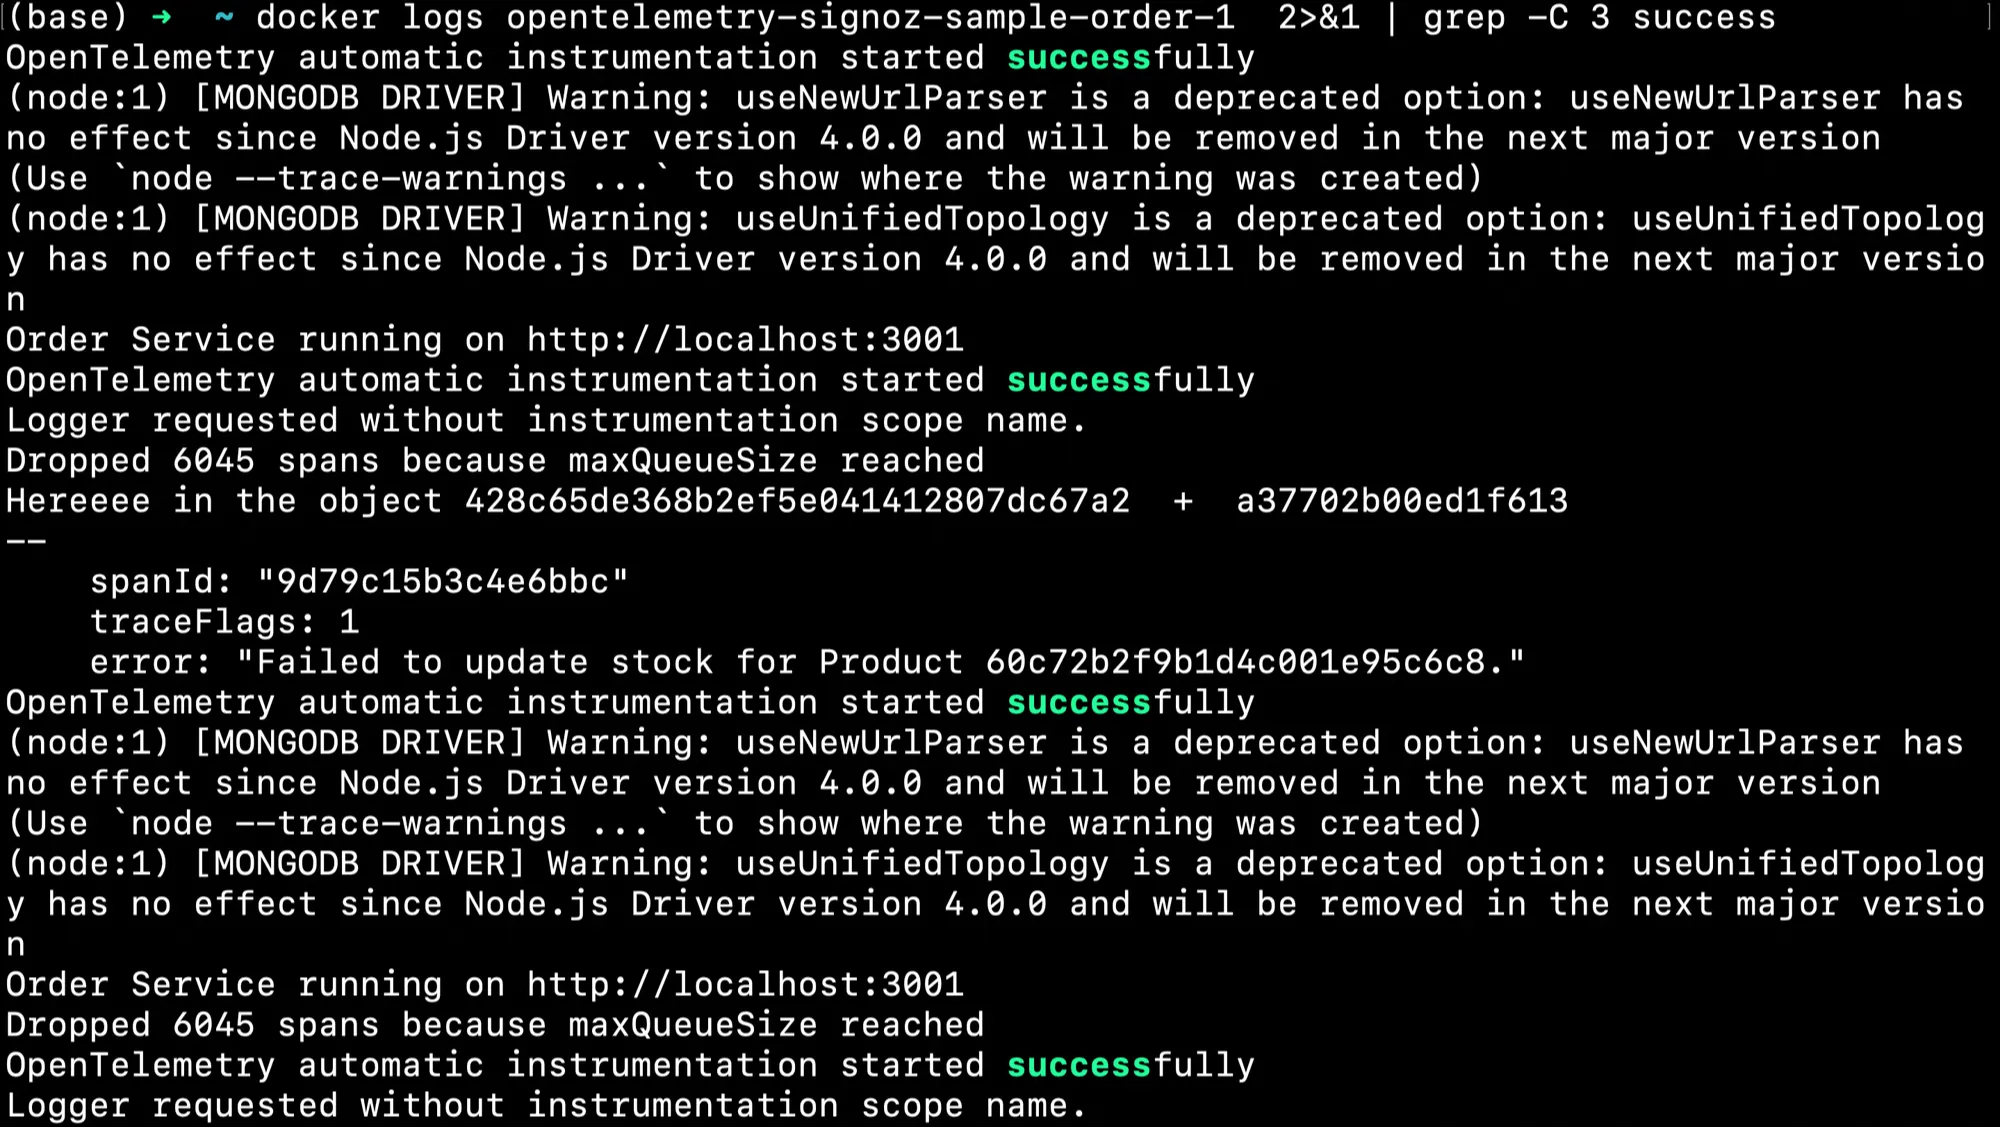 (base) ➜  ~ docker logs opentelemetry-signoz-sample-order-1  2>&1 | grep -C 3 success
OpenTelemetry automatic instrumentation started successfully
(node:1) [MONGODB DRIVER] Warning: useNewUrlParser is a deprecated option: useNewUrlParser has
no effect since Node.js Driver version 4.0.0 and will be removed in the next major version
(Use `node --trace-warnings ...` to show where the warning was created)
(node:1) [MONGODB DRIVER] Warning: useUnifiedTopology is a deprecated option: useUnifiedTopolog
y has no effect since Node.js Driver version 4.0.0 and will be removed in the next major versio
n
Order Service running on http://localhost:3001
OpenTelemetry automatic instrumentation started successfully
Logger requested without instrumentation scope name.
Dropped 6045 spans because maxQueueSize reached
Hereeee in the object 428c65de368b2ef5e041412807dc67a2  +  a37702b00ed1f613
--
    spanId: "9d79c15b3c4e6bbc"
    traceFlags: 1
    error: "Failed to update stock for Product 60c72b2f9b1d4c001e95c6c8."
OpenTelemetry automatic instrumentation started successfully
(node:1) [MONGODB DRIVER] Warning: useNewUrlParser is a deprecated option: useNewUrlParser has
no effect since Node.js Driver version 4.0.0 and will be removed in the next major version
(Use `node --trace-warnings ...` to show where the warning was created)
(node:1) [MONGODB DRIVER] Warning: useUnifiedTopology is a deprecated option: useUnifiedTopolog
y has no effect since Node.js Driver version 4.0.0 and will be removed in the next major versio
n
Order Service running on http://localhost:3001
Dropped 6045 spans because maxQueueSize reached
OpenTelemetry automatic instrumentation started successfully
Logger requested without instrumentation scope name.